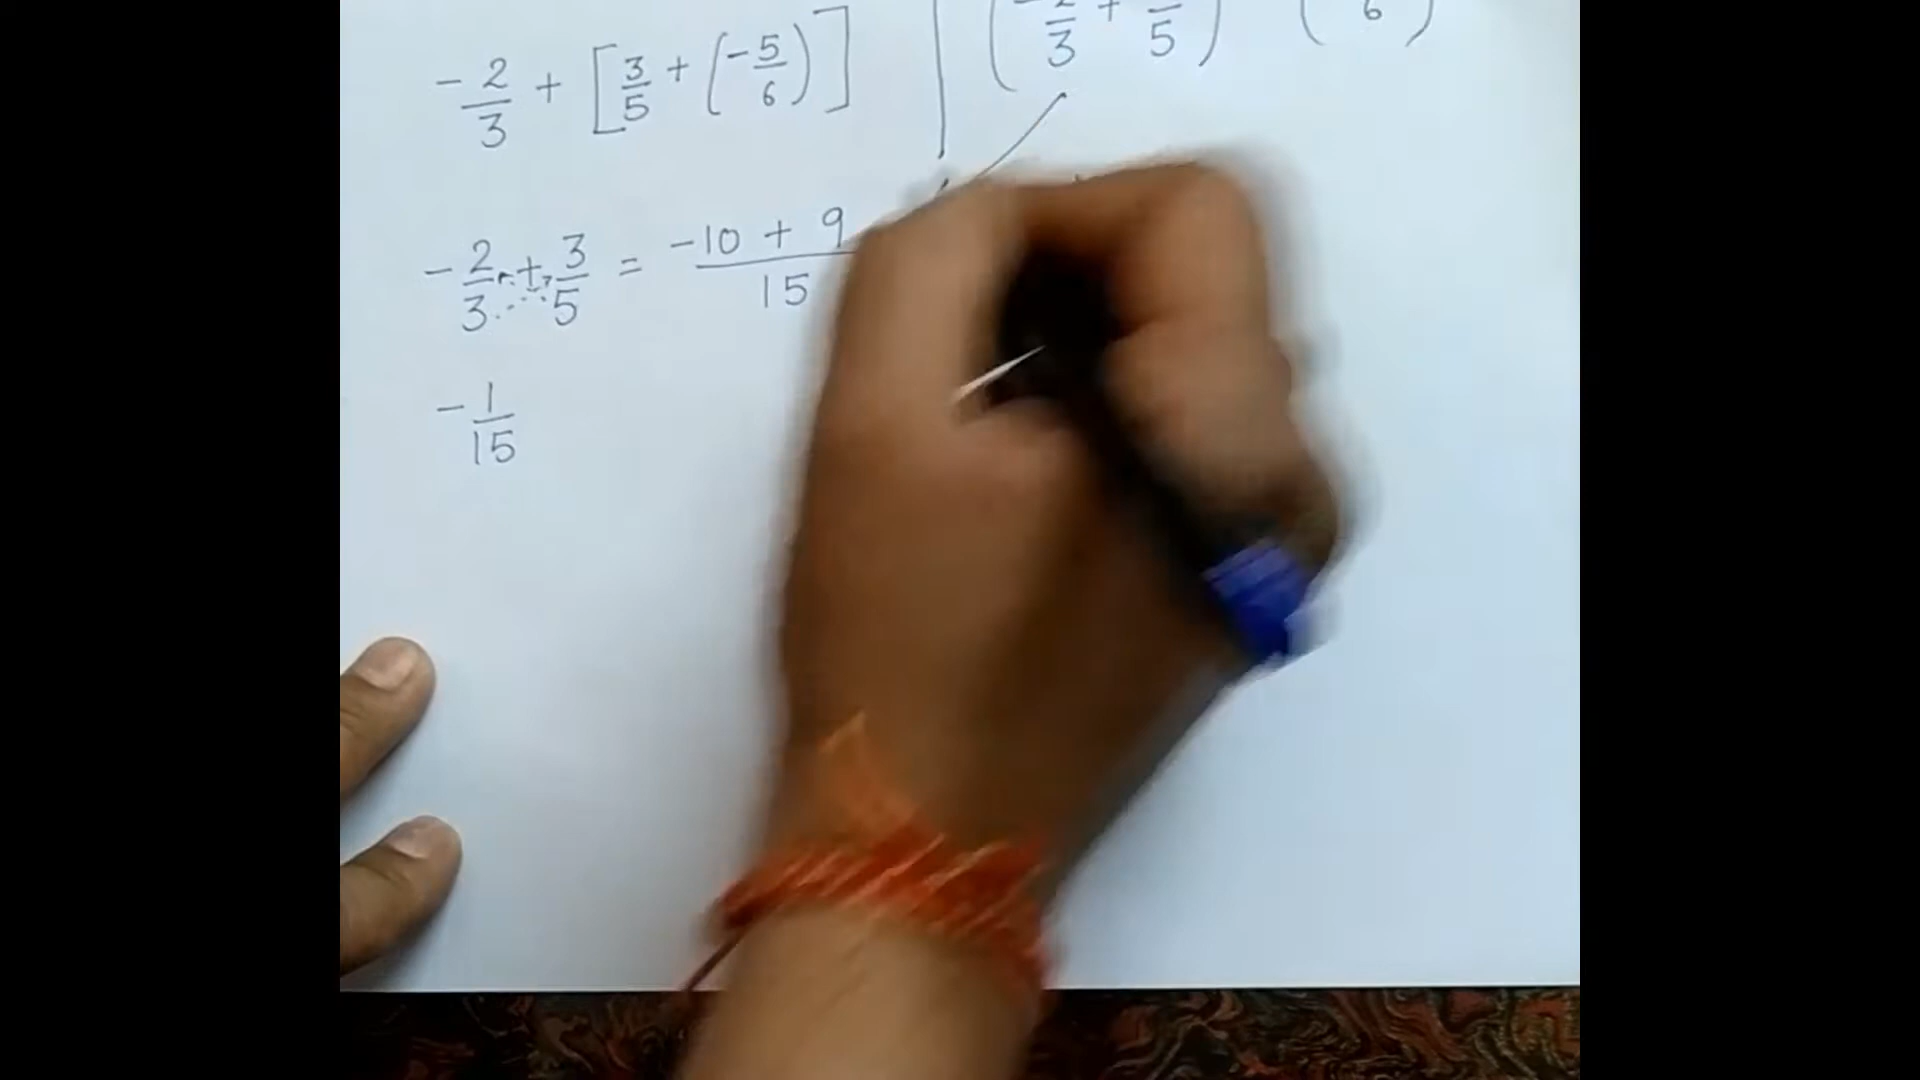 -2/3 + [3/5 + (-5/6)] | (-2/3 + /5) ( 6)
-2/3 + 3/5 = -10 + 9/15
-1/15